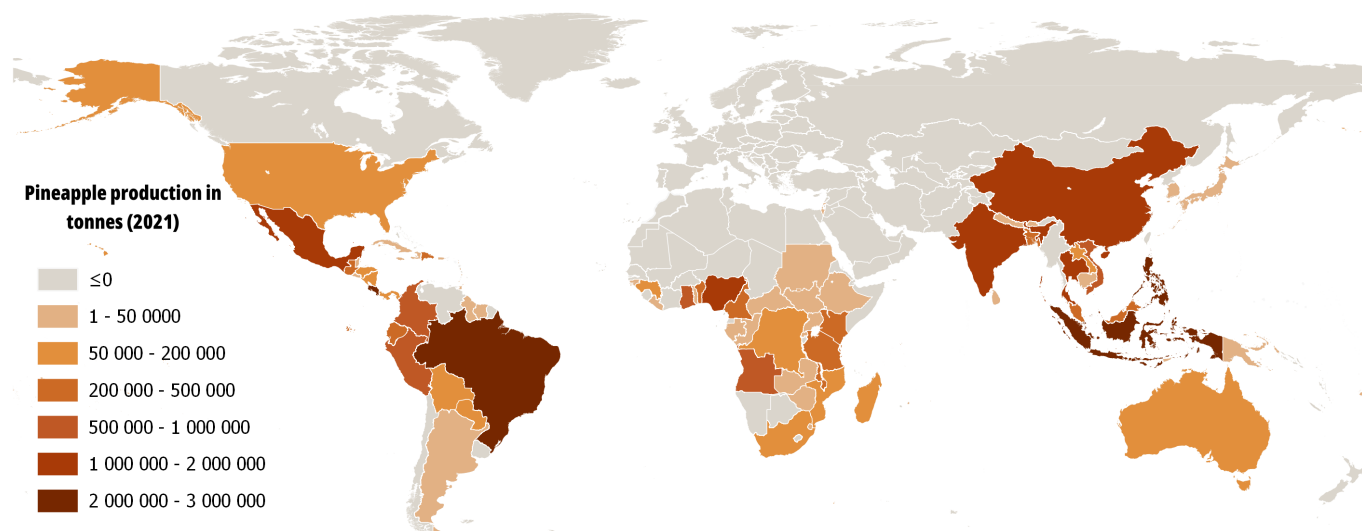 Pineapple production in
tonnes (2021)
≤0
1 - 50 0000
50 000 - 200 000
200 000 - 500 000
500 000 - 1 000 000
1 000 000 - 2 000 000
2 000 000 - 3 000 000